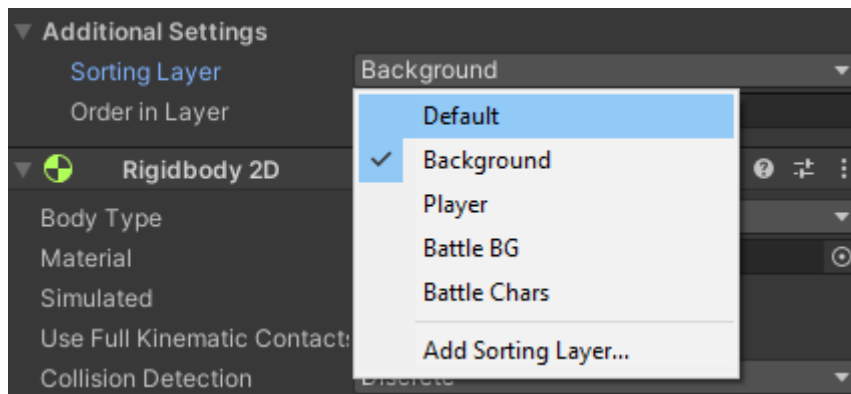 Additional Settings
Sorting Layer Background
Order in Layer
Default
Rigidbody 2D
Background
Player
Body Type
Battle BG
Material
Battle Chars
Simulated
Use Full Kinematic Contact
Add Sorting Layer...
Collision Detection